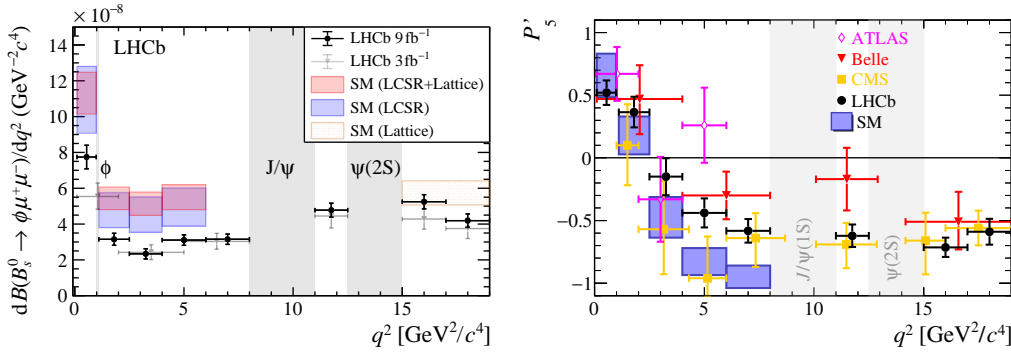 × 10⁻⁸
14
12
10
8
6
4
2
0
LHCb
ϕ
J/ψ
ψ(2S)
LHCb 9 fb⁻¹
LHCb 3 fb⁻¹
SM (LCSR+Lattice)
SM (LCSR)
SM (Lattice)
dB(B_s^0 → ϕμ⁺μ⁻)/dq² (GeV⁻²c⁴)
0 5 10 15
q² [GeV²/c⁴]
P'₅
1
0.5
0
−0.5
−1
ATLAS
Belle
CMS
LHCb
SM
J/ψ(1S)
ψ(2S)
0 5 10 15
q² [GeV²/c⁴]